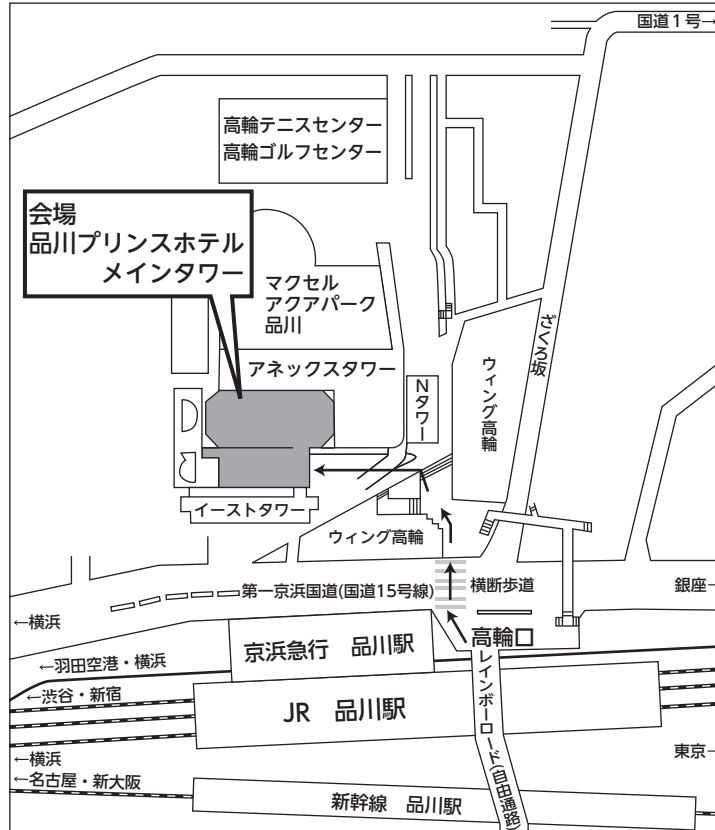 国道1号→
高輪テニスセンター
高輪ゴルフセンター
会場
品川プリンスホテル
メインタワー
マクセル
アクアパーク
品川
ざくろ坂
アネックスタワー
Nタワー
ウィング高輪
イーストタワー
ウィング高輪
第一京浜国道(国道15号線)
横断歩道
銀座→
←横浜
高輪口
京浜急行 品川駅
←羽田空港・横浜
←渋谷・新宿
JR 品川駅
レインボーロード(自由通路)
←横浜
東京→
←名古屋・新大阪
新幹線 品川駅